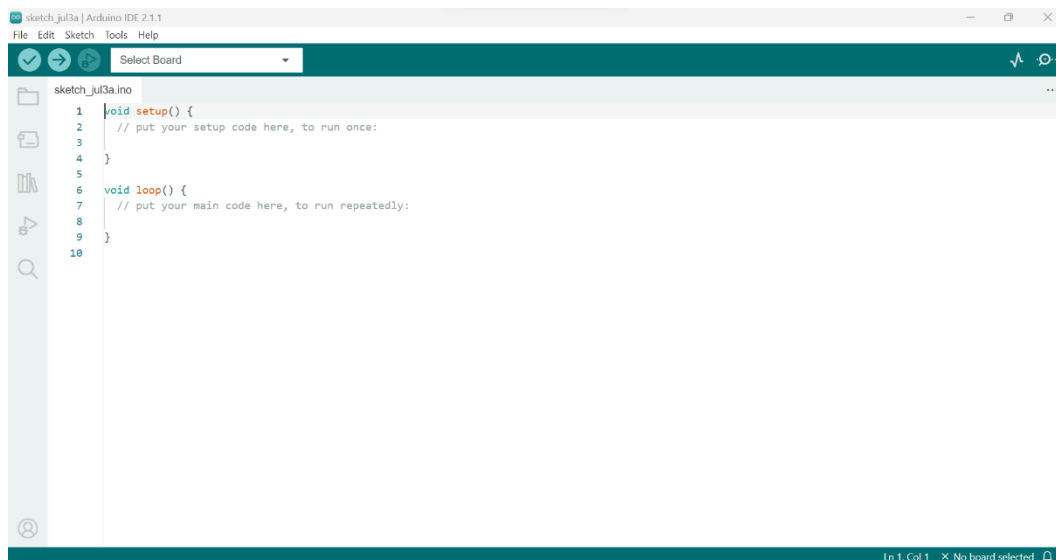 sketch_jul3a | Arduino IDE 2.1.1
File Edit Sketch Tools Help
Select Board
sketch_jul3a.ino
1 void setup() {
2 // put your setup code here, to run once:
3
4 }
5
6 void loop() {
7 // put your main code here, to run repeatedly:
8
9 }
10
Ln 1, Col 1 × No board selected